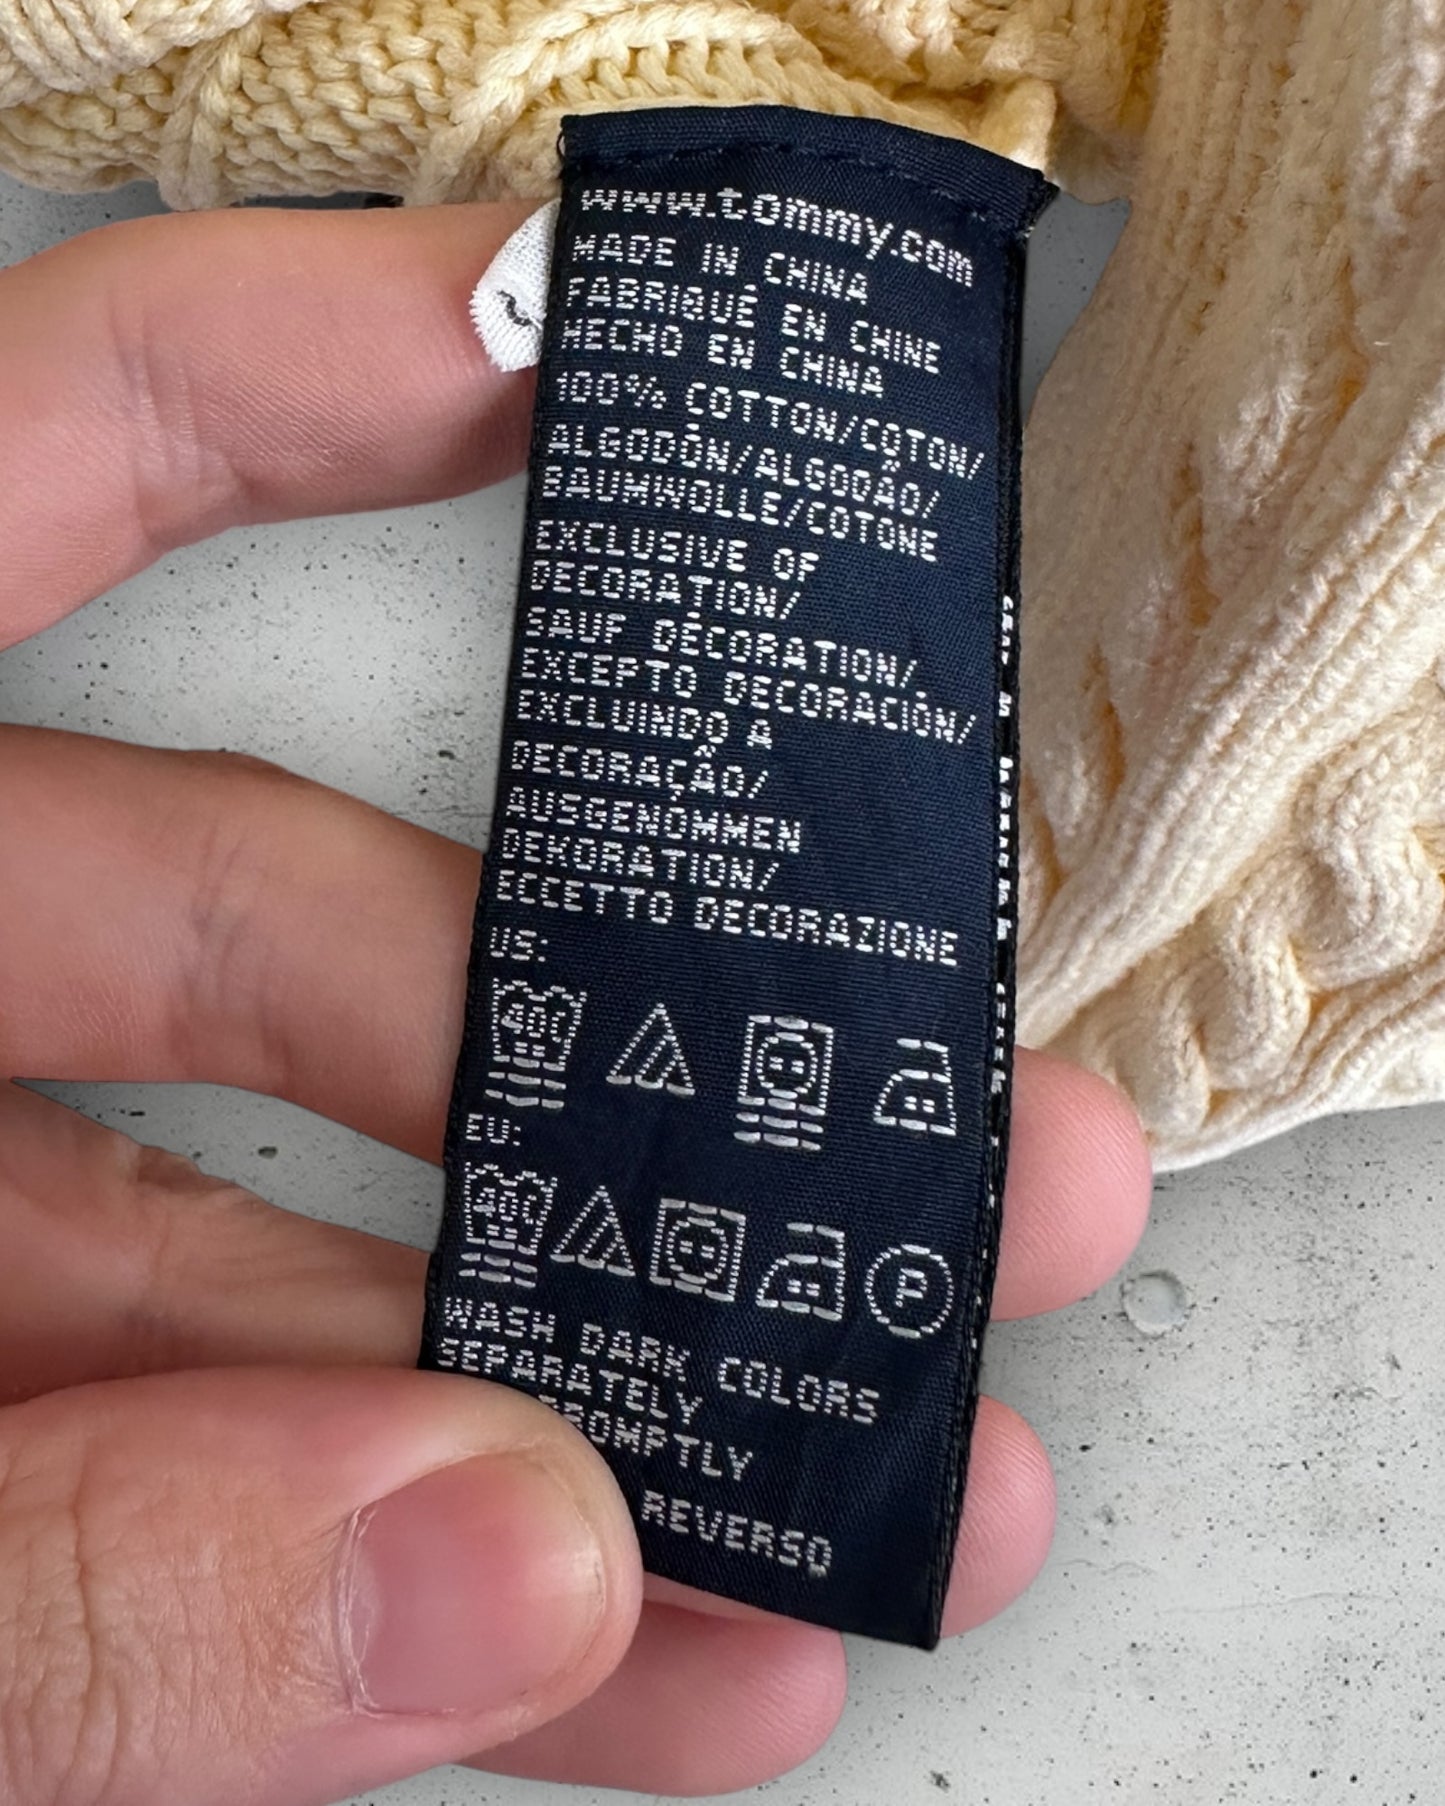 www.tommy.com
MADE IN CHINA
FABRIQUÉ EN CHINE
HECHO EN CHINA
100% COTTON/COTON/
ALGODÓN/ALGODÃO/
BAUMWOLLE/COTONE
EXCLUSIVE OF
DECORATION/
SAUF DÉCORATION/
EXCEPTO DECORACIÓN/
EXCLUINDO A
DECORAÇÃO/
AUSGENOMMEN
DEKORATION/
ECCETTO DECORAZIONE
US:
40C
EU:
40C
P
WASH DARK COLORS
SEPARATELY
PROMPTLY
REVERSO